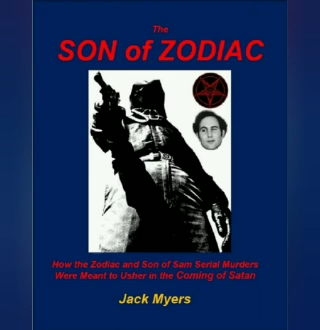 The
SON of ZODIAC
How the Zodiac and Son of Sam Serial Murders
Were Meant to Usher in the Coming of Satan
Jack Myers